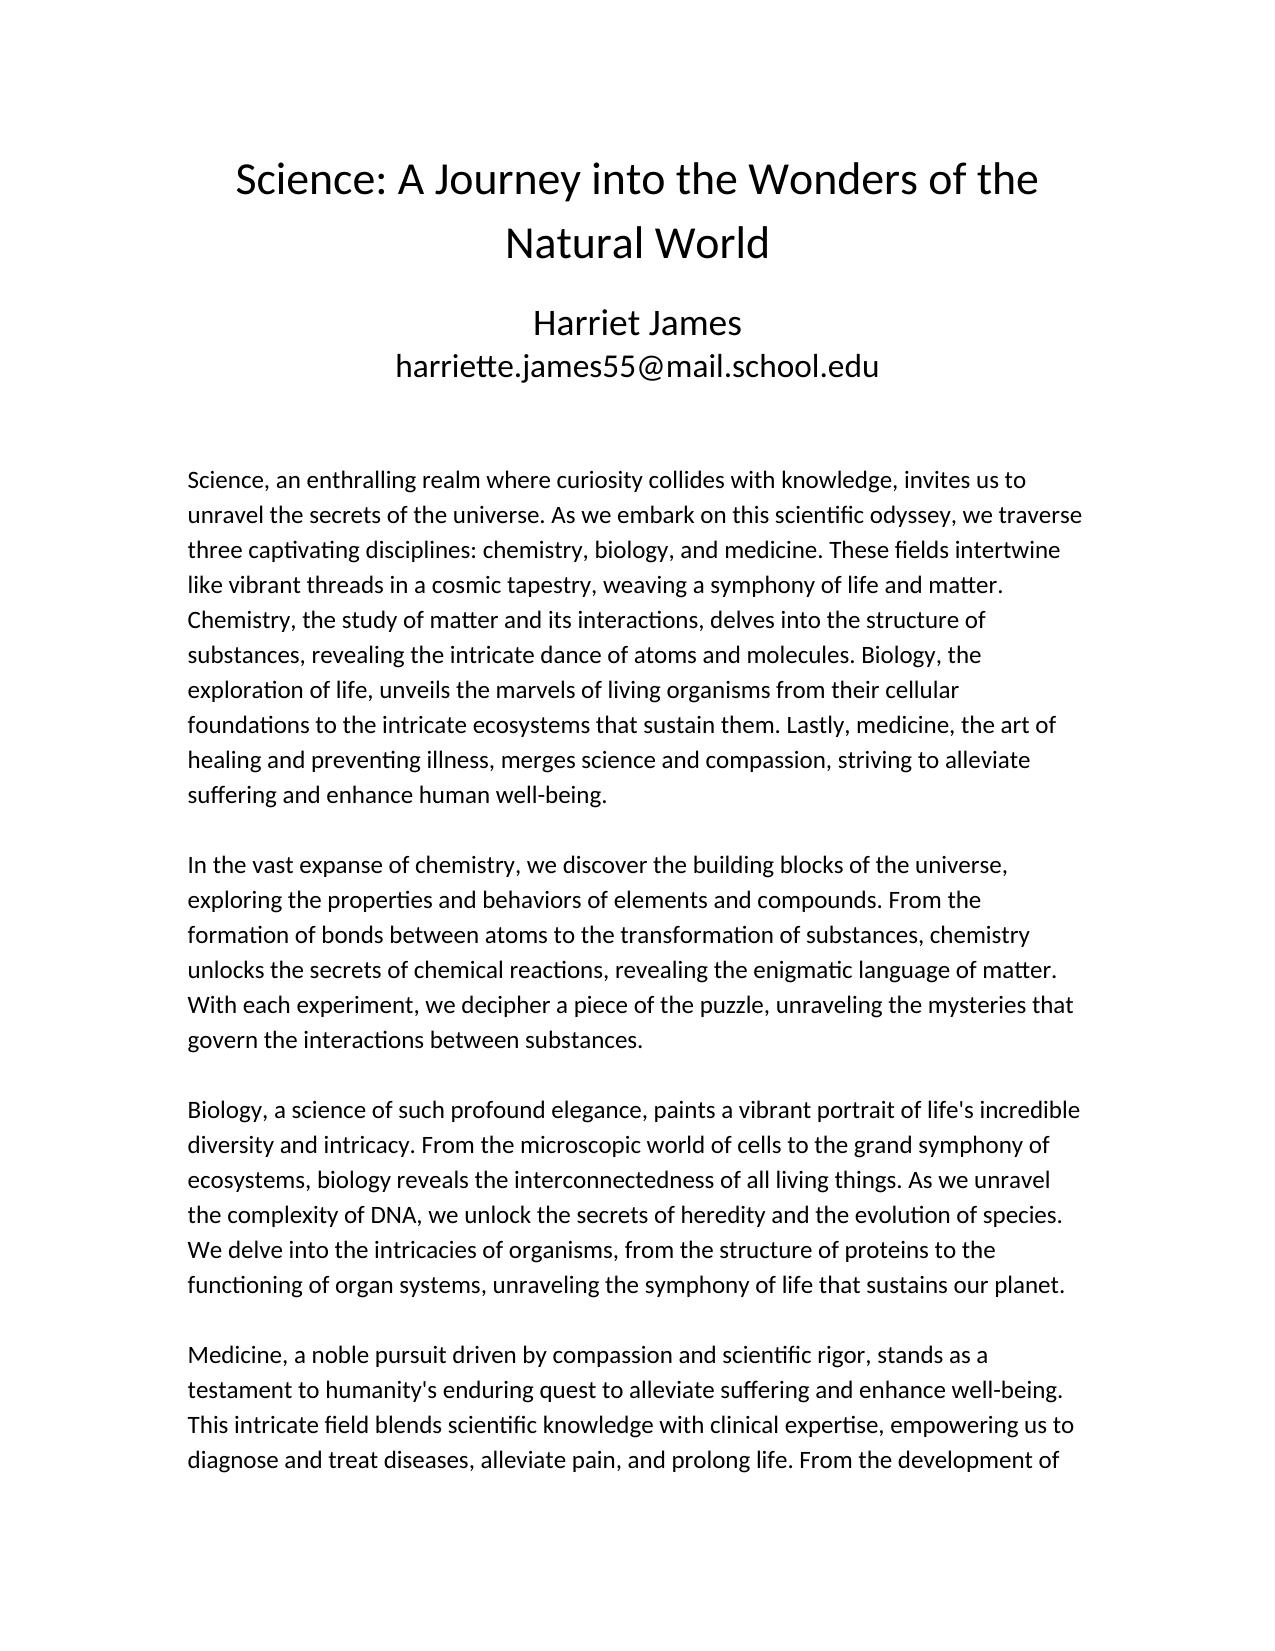 Science: A Journey into the Wonders of the
Natural World
Harriet James
harriette.james55@mail.school.edu
Science, an enthralling realm where curiosity collides with knowledge, invites us to
unravel the secrets of the universe. As we embark on this scientific odyssey, we traverse
three captivating disciplines: chemistry, biology, and medicine. These fields intertwine
like vibrant threads in a cosmic tapestry, weaving a symphony of life and matter.
Chemistry, the study of matter and its interactions, delves into the structure of
substances, revealing the intricate dance of atoms and molecules. Biology, the
exploration of life, unveils the marvels of living organisms from their cellular
foundations to the intricate ecosystems that sustain them. Lastly, medicine, the art of
healing and preventing illness, merges science and compassion, striving to alleviate
suffering and enhance human well-being.
In the vast expanse of chemistry, we discover the building blocks of the universe,
exploring the properties and behaviors of elements and compounds. From the
formation of bonds between atoms to the transformation of substances, chemistry
unlocks the secrets of chemical reactions, revealing the enigmatic language of matter.
With each experiment, we decipher a piece of the puzzle, unraveling the mysteries that
govern the interactions between substances.
Biology, a science of such profound elegance, paints a vibrant portrait of life's incredible
diversity and intricacy. From the microscopic world of cells to the grand symphony of
ecosystems, biology reveals the interconnectedness of all living things. As we unravel
the complexity of DNA, we unlock the secrets of heredity and the evolution of species.
We delve into the intricacies of organisms, from the structure of proteins to the
functioning of organ systems, unraveling the symphony of life that sustains our planet.
Medicine, a noble pursuit driven by compassion and scientific rigor, stands as a
testament to humanity's enduring quest to alleviate suffering and enhance well-being.
This intricate field blends scientific knowledge with clinical expertise, empowering us to
diagnose and treat diseases, alleviate pain, and prolong life. From the development of